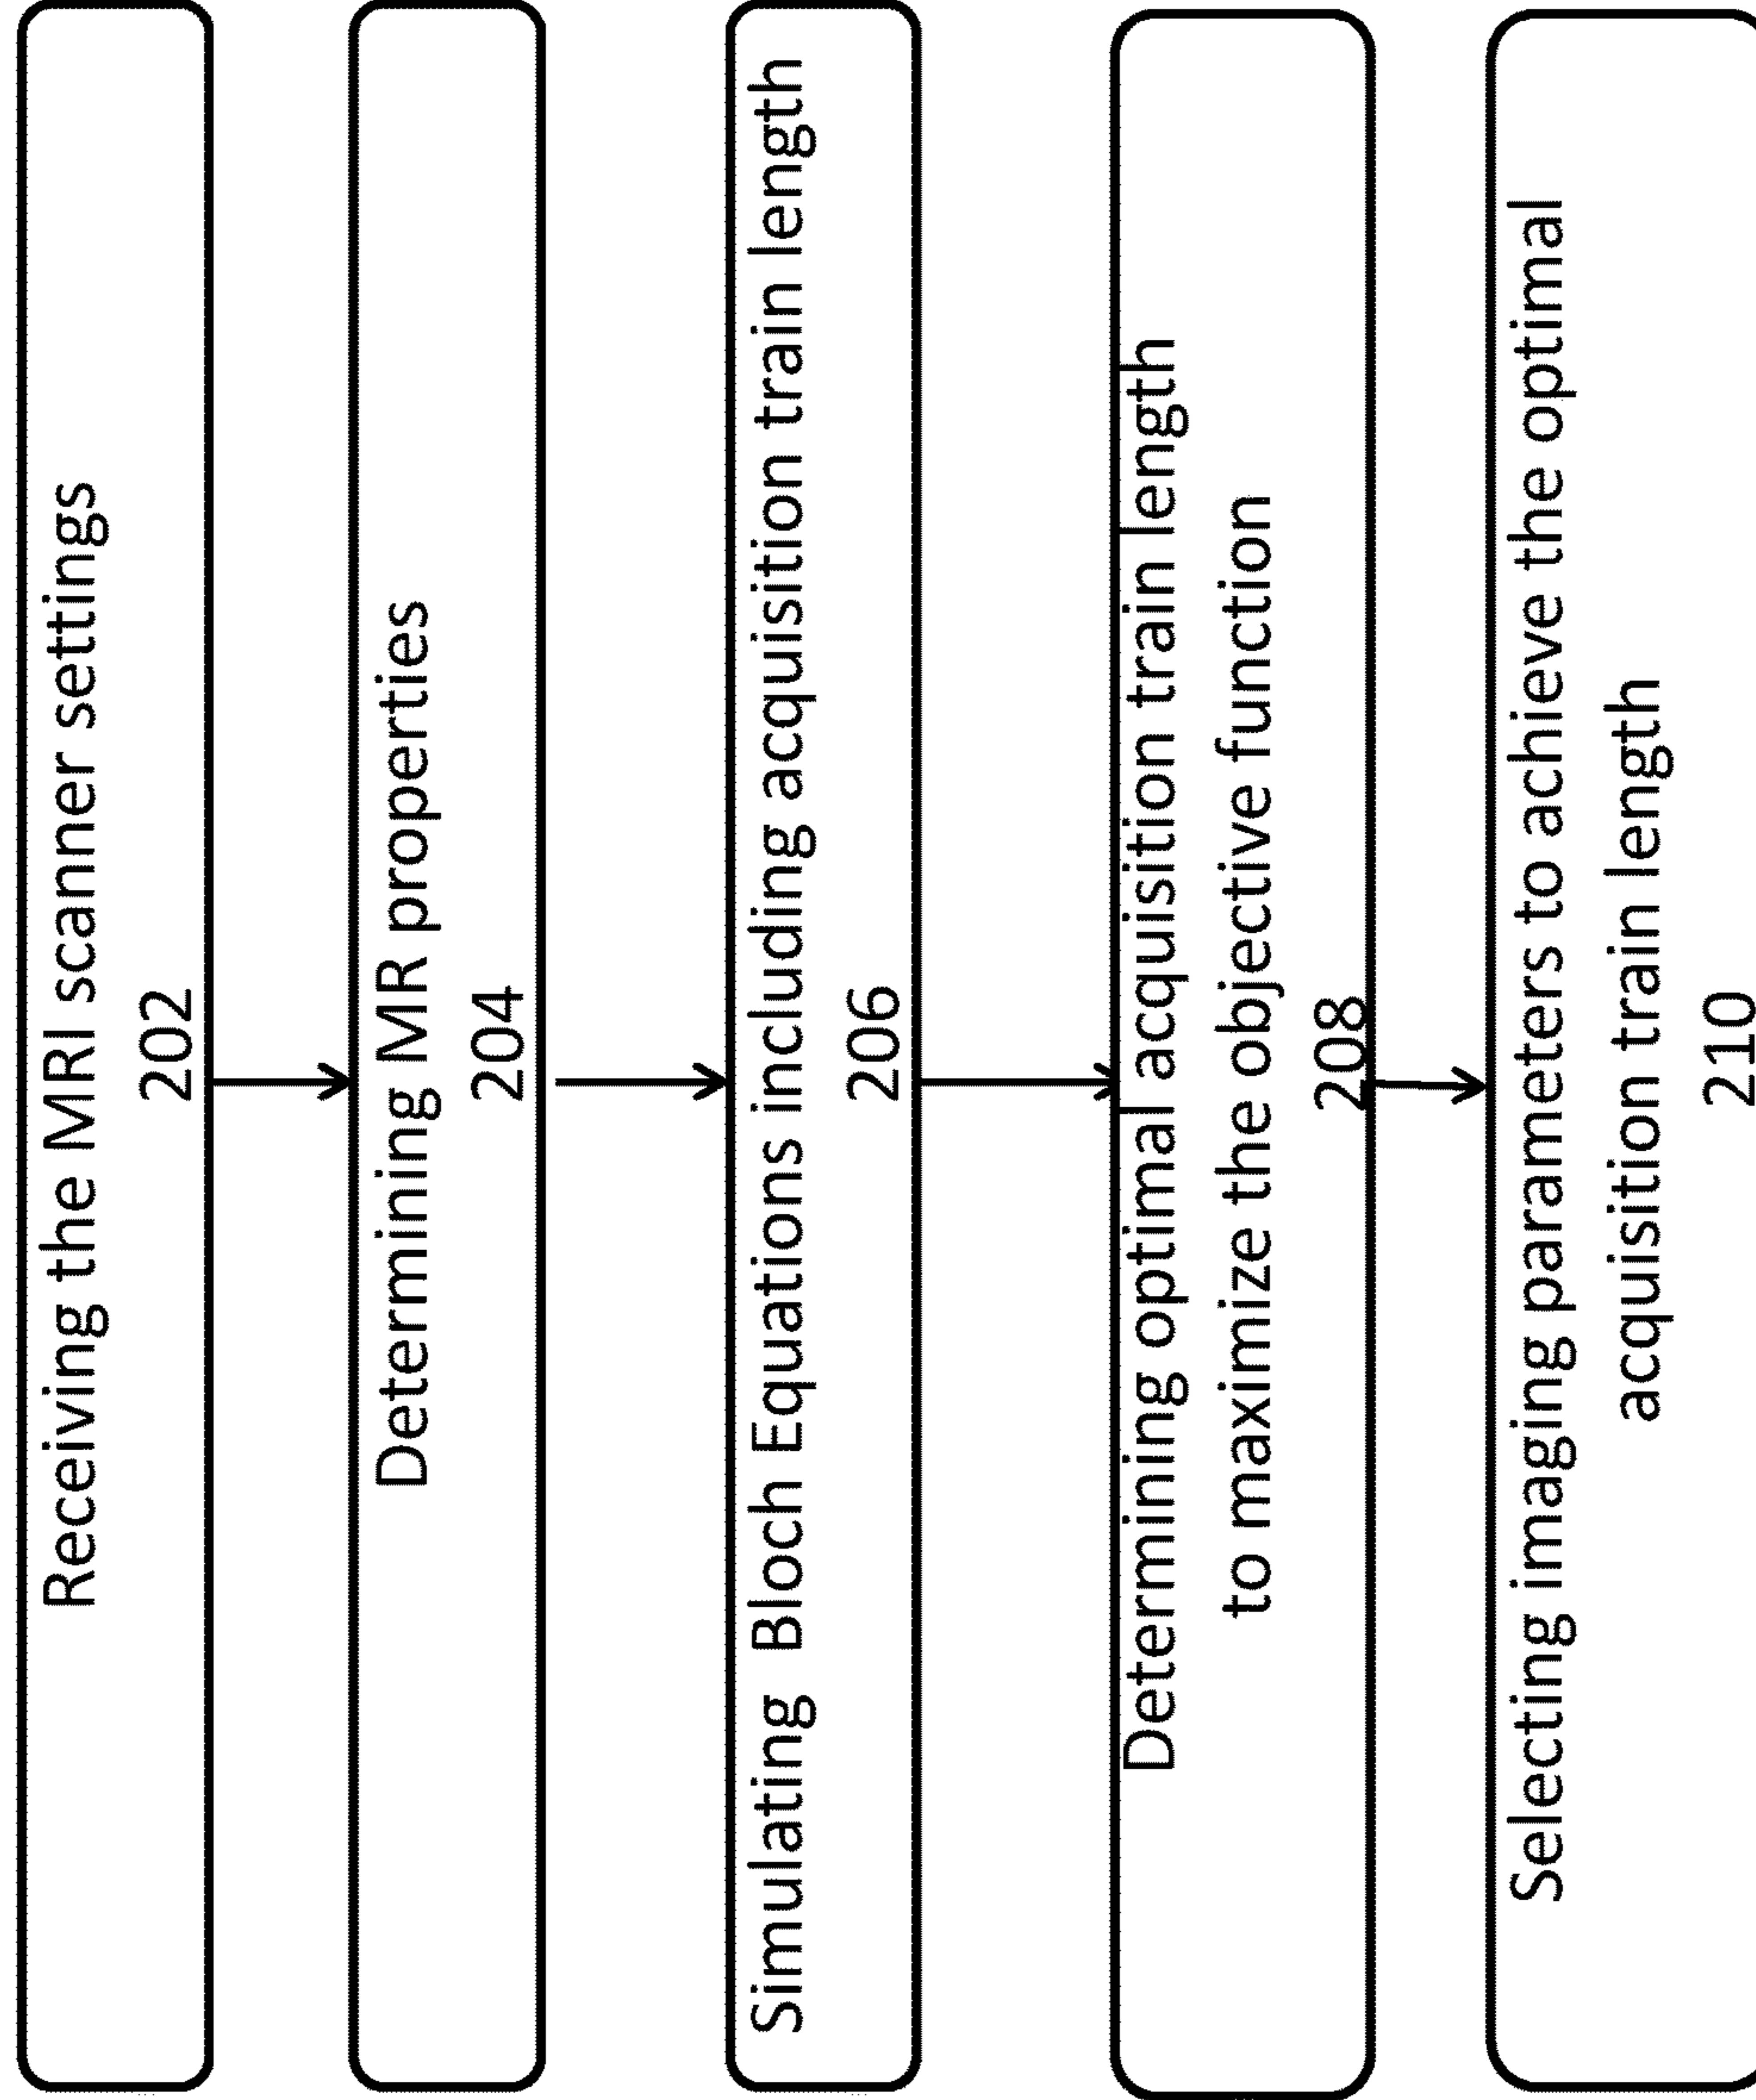 Receiving the MRI scanner settings
202
Determining MR properties
204
Simulating Bloch Equations including acquisition train length
206
Determining optimal acquisition train length
to maximize the objective function
208
Selecting imaging parameters to achieve the optimal
acquisition train length
210